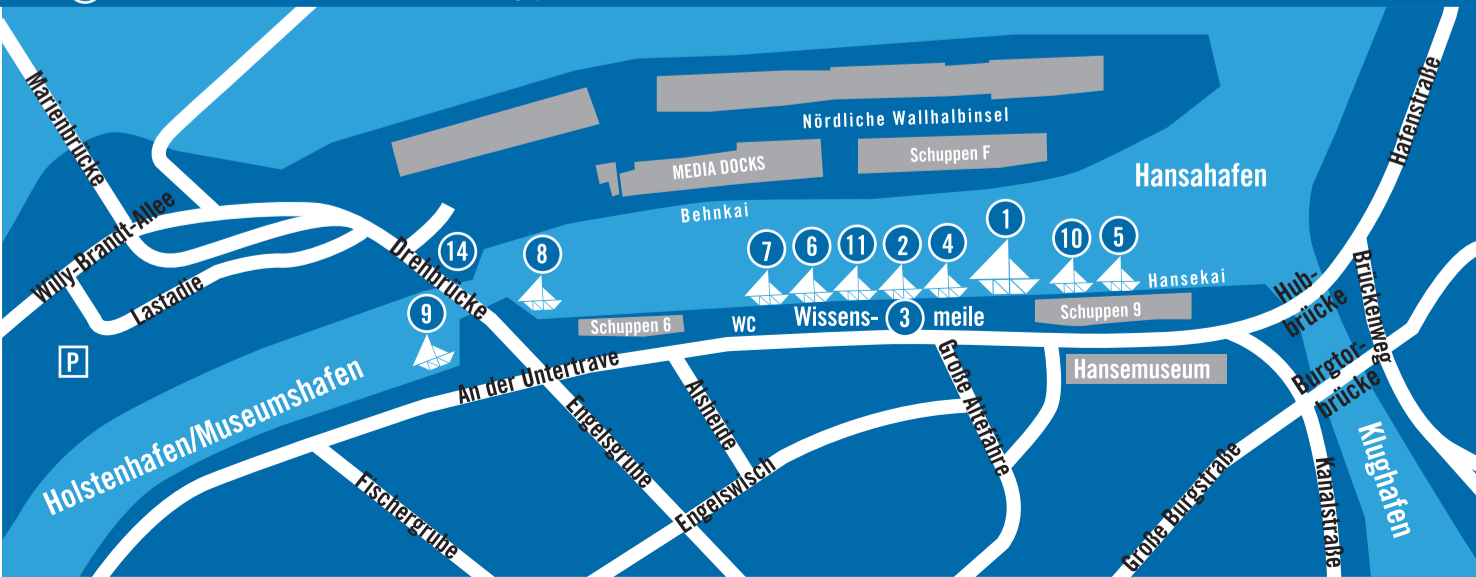 Marienbrücke
Hafenstraße
Nördliche Wallhalbinsel
MEDIA DOCKS
Schuppen F
Hansahafen
Behnkai
Willy-Brandt-Allee
Drehbrücke
Lastadie
14
8
7
6
11
2
4
1
10
5
Hansekai
9
Schuppen 6
WC
Wissens- 3 meile
Schuppen 9
Hub-
brücke
Brückenweg
P
An der Untertrave
Hansemuseum
Burgtor-
brücke
Holstenhafen/Museumshafen
Engelsgrube
Alsheide
Große Altefähre
Fischergrube
Engelswisch
Große Burgstraße
Kanalstraße
Klughafen